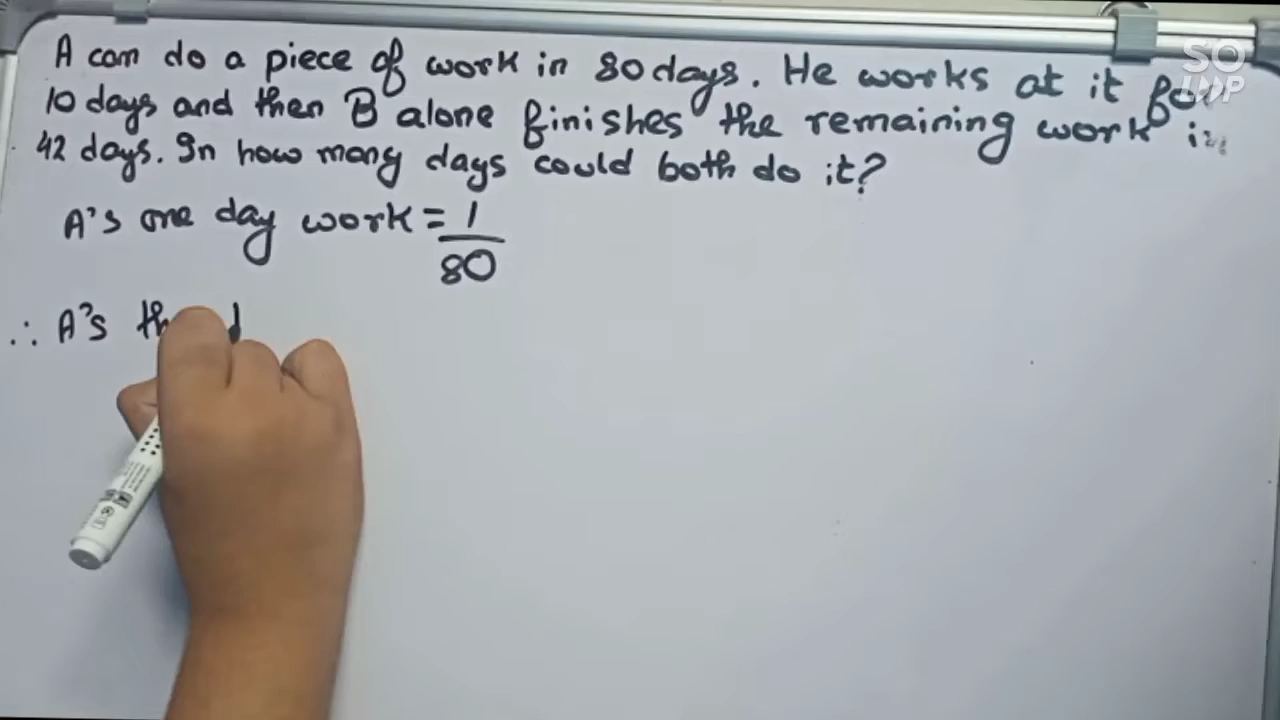 A can do a piece of work in 80 days. He works at it for
10 days and then B alone finishes the remaining work in
42 days. In how many days could both do it?
A's one day work = 1/80
∴ A's
SOLOOP